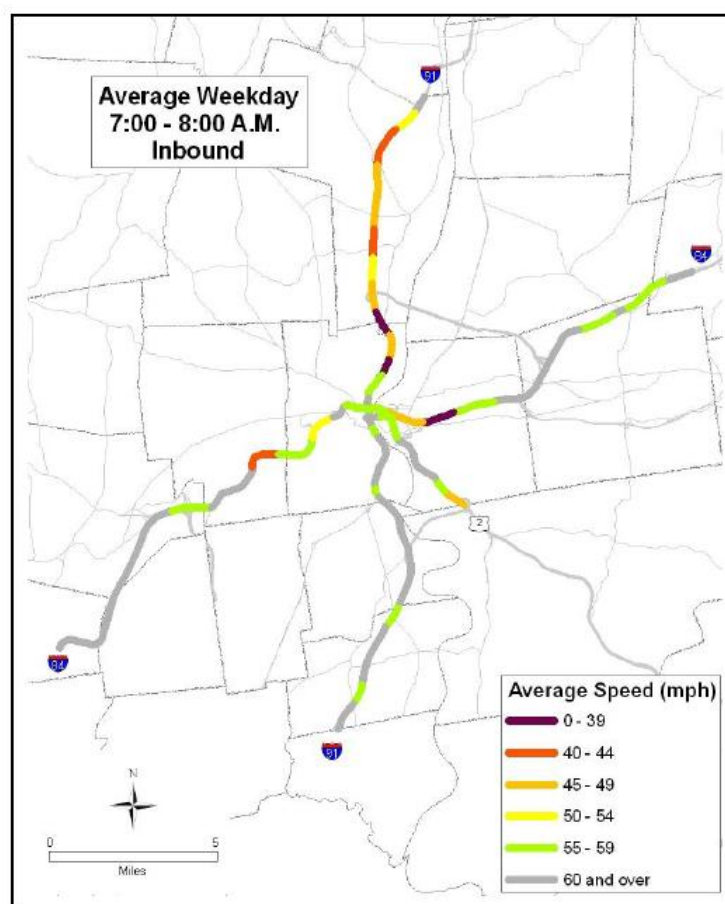 Average Weekday
7:00 - 8:00 A.M.
Inbound
91
84
2
84
91
Average Speed (mph)
0 - 39
40 - 44
45 - 49
50 - 54
55 - 59
60 and over
N
0 5
Miles